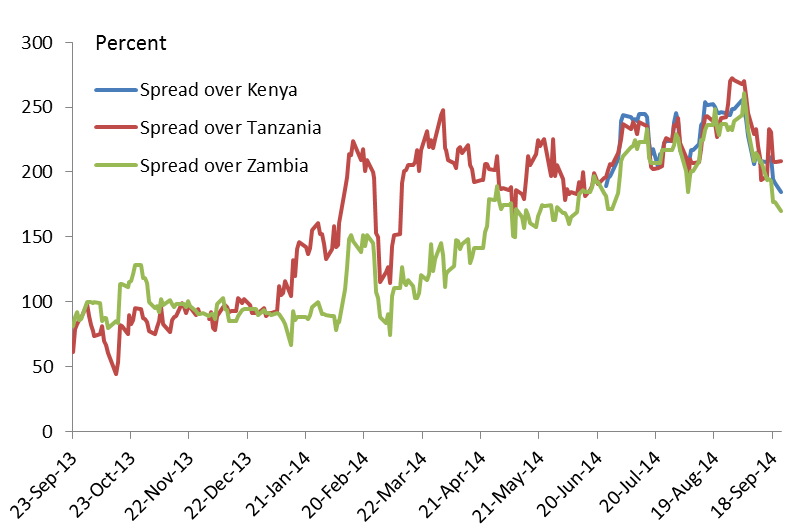 300
Percent
250
200
150
100
50
0
Spread over Kenya
Spread over Tanzania
Spread over Zambia
23-Sep-13
23-Oct-13
22-Nov-13
22-Dec-13
21-Jan-14
20-Feb-14
22-Mar-14
21-Apr-14
21-May-14
20-Jun-14
20-Jul-14
19-Aug-14
18-Sep-14